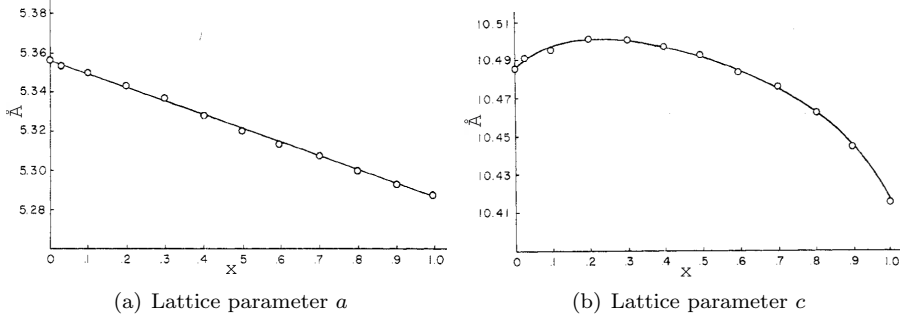 5.38
5.36
5.34
Å
5.32
5.30
5.28
0 .1 .2 .3 .4 .5 .6 .7 .8 .9 1.0
X
(a) Lattice parameter a
10.51
10.49
10.47
Å
10.45
10.43
10.41
0 .1 .2 .3 .4 .5 .6 .7 .8 .9 1.0
X
(b) Lattice parameter c